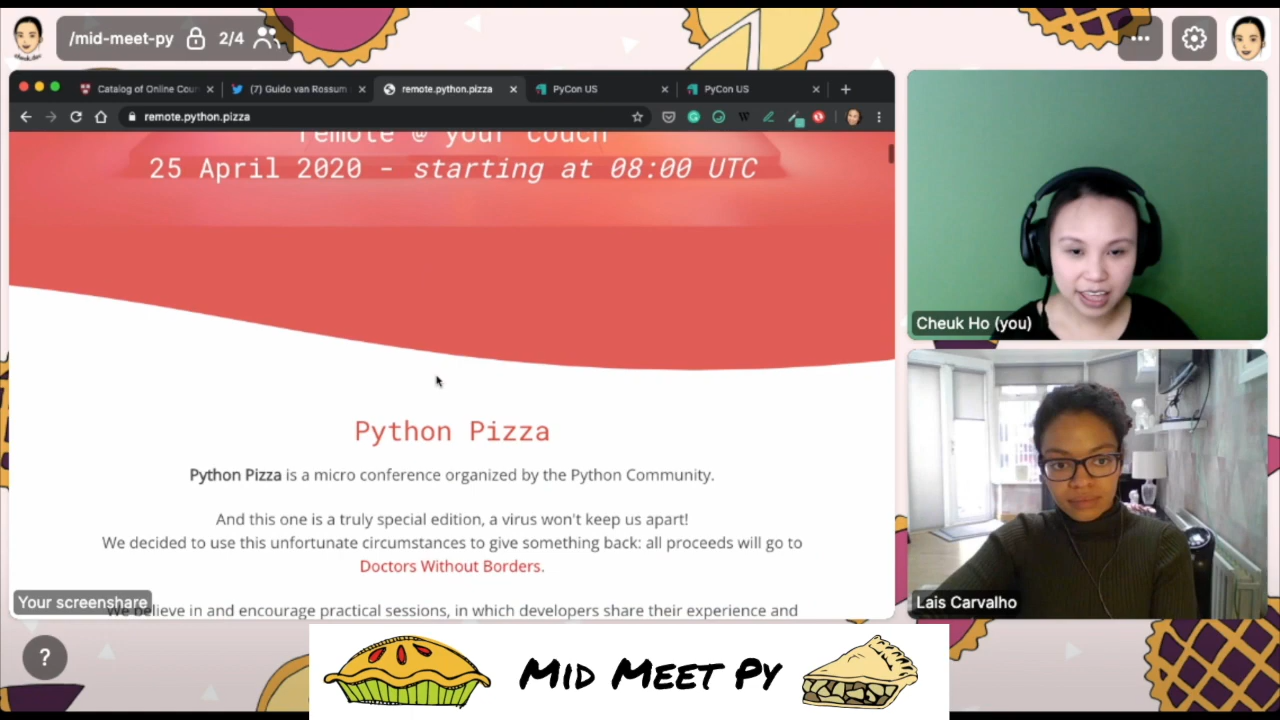 /mid-meet-py 2/4
Catalog of Online Cou
(7) Guido van Rossum
remote.python.pizza
PyCon US
PyCon US
remote.python.pizza
remote @ your couch
25 April 2020 - starting at 08:00 UTC
Python Pizza
Python Pizza is a micro conference organized by the Python Community.
And this one is a truly special edition, a virus won't keep us apart!
We decided to use this unfortunate circumstances to give something back: all proceeds will go to
Doctors Without Borders.
We believe in and encourage practical sessions, in which developers share their experience and
Your screenshare
Cheuk Ho (you)
Lais Carvalho
?
MID MEET PY